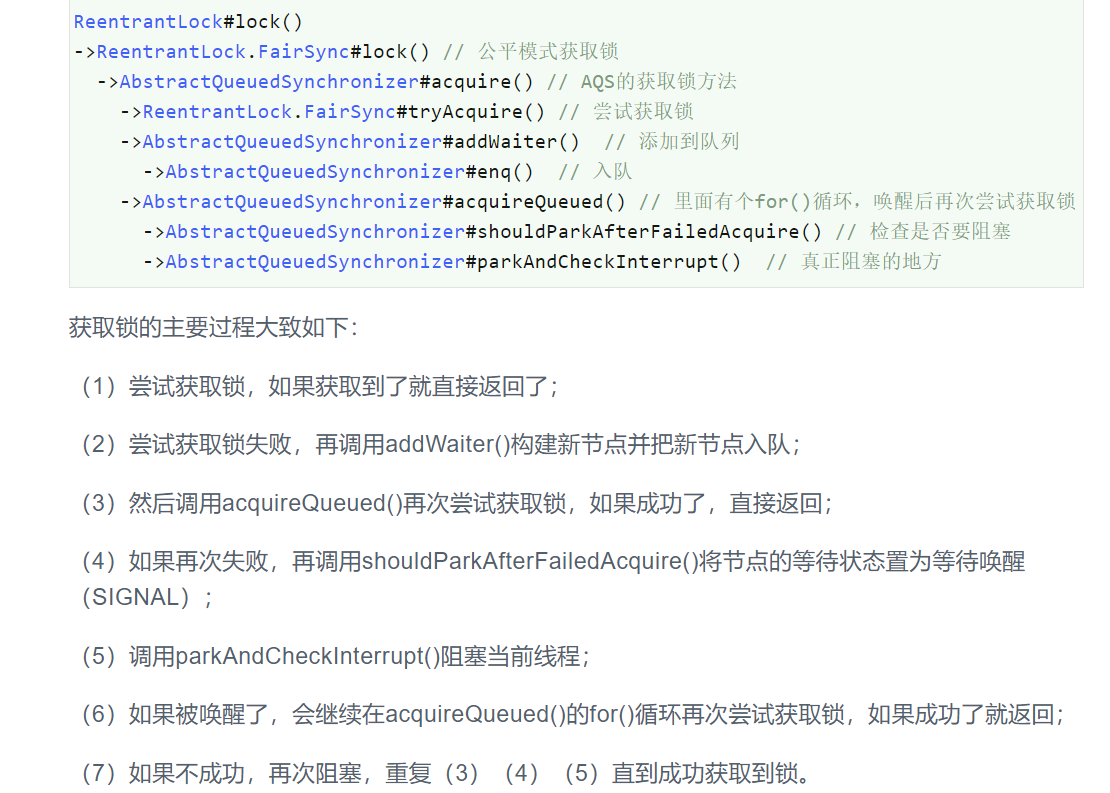 ReentrantLock#lock()
->ReentrantLock.FairSync#lock() // 公平模式获取锁
->AbstractQueuedSynchronizer#acquire() // AQS的获取锁方法
->ReentrantLock.FairSync#tryAcquire() // 尝试获取锁
->AbstractQueuedSynchronizer#addWaiter() // 添加到队列
->AbstractQueuedSynchronizer#enq() // 入队
->AbstractQueuedSynchronizer#acquireQueued() // 里面有个for()循环，唤醒后再次尝试获取锁
->AbstractQueuedSynchronizer#shouldParkAfterFailedAcquire() // 检查是否要阻塞
->AbstractQueuedSynchronizer#parkAndCheckInterrupt() // 真正阻塞的地方
获取锁的主要过程大致如下：
（1）尝试获取锁，如果获取到了就直接返回了；
（2）尝试获取锁失败，再调用addWaiter()构建新节点并把新节点入队；
（3）然后调用acquireQueued()再次尝试获取锁，如果成功了，直接返回；
（4）如果再次失败，再调用shouldParkAfterFailedAcquire()将节点的等待状态置为等待唤醒
（SIGNAL）；
（5）调用parkAndCheckInterrupt()阻塞当前线程；
（6）如果被唤醒了，会继续在acquireQueued()的for()循环再次尝试获取锁，如果成功了就返回；
（7）如果不成功，再次阻塞，重复（3）（4）（5）直到成功获取到锁。